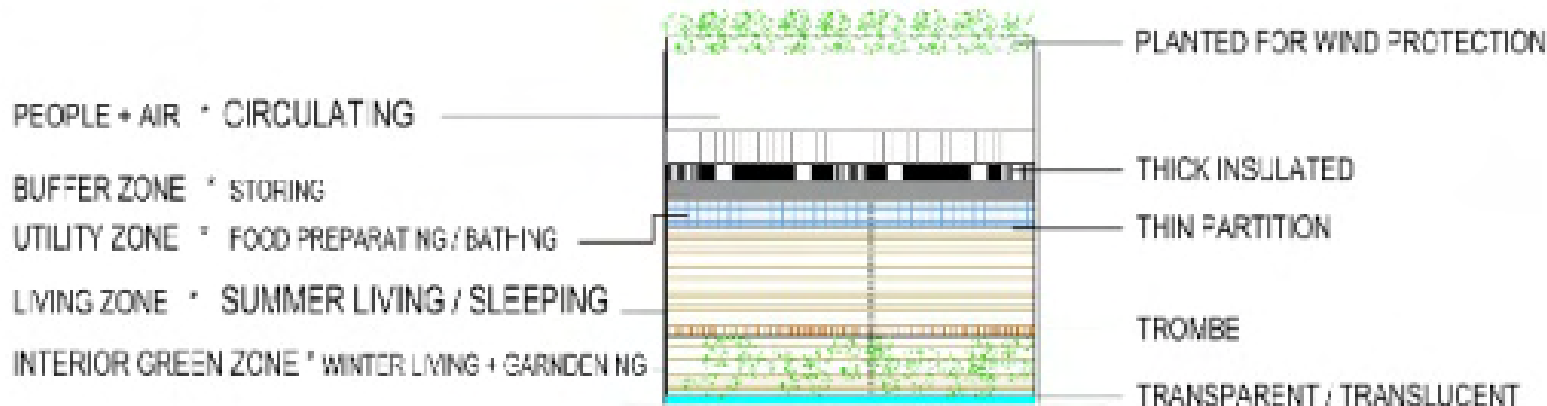 PLANTED FOR WIND PROTECTION
PEOPLE + AIR * CIRCULATING
THICK INSULATED
BUFFER ZONE * STORING
THIN PARTITION
UTILITY ZONE * FOOD PREPARATING / BATHING
LIVING ZONE * SUMMER LIVING / SLEEPING
TROMBE
INTERIOR GREEN ZONE * WINTER LIVING + GARNDENING
TRANSPARENT / TRANSLUCENT